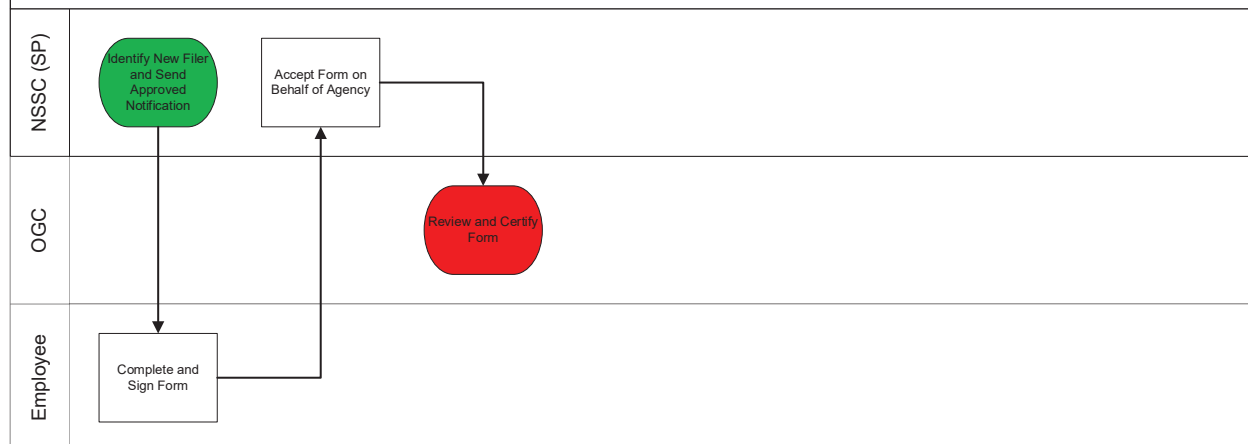 NSSC (SP)
Identify New Filer
and Send
Approved
Notification
Accept Form on
Behalf of Agency
OGC
Review and Certify
Form
Employee
Complete and
Sign Form